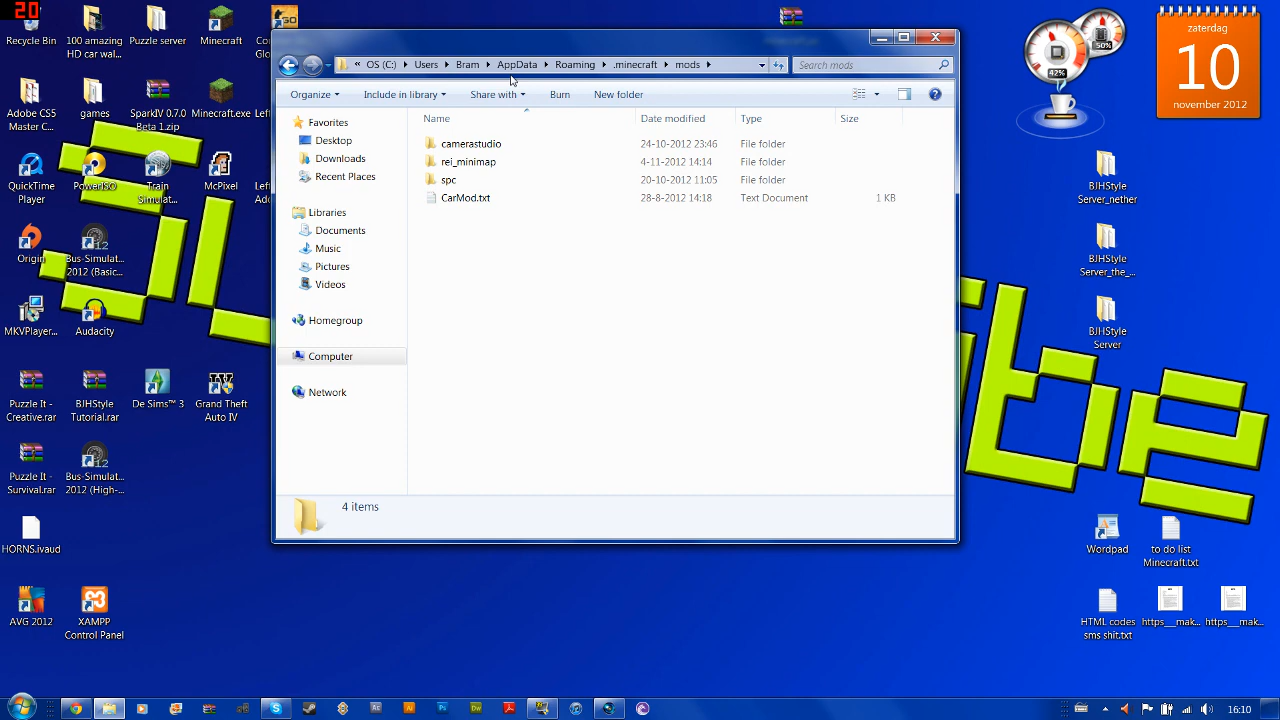 20
Recycle Bin
100 amazing
HD car wal...
Puzzle server
Minecraft
zaterdag
10
november 2012
50%
42%
OS (C:)
Users
Bram
AppData
Roaming
.minecraft
mods
Search mods
Organize
Include in library
Share with
Burn
New folder
Name
Date modified
Type
Size
camerastudio
24-10-2012 23:46
File folder
rei_minimap
4-11-2012 14:14
File folder
spc
20-10-2012 11:05
File folder
CarMod.txt
28-8-2012 14:18
Text Document
1 KB
Favorites
Desktop
Downloads
Recent Places
Libraries
Documents
Music
Pictures
Videos
Homegroup
Computer
Network
4 items
Adobe CS5
Master C...
games
SparkIV 0.7.0
Beta 1.zip
Minecraft.exe
QuickTime
Player
PowerISO
Train
Simulat...
McPixel
Origin
Bus-Simulat...
2012 (Basic...
MKVPlayer...
Audacity
Puzzle It -
Creative.rar
BJHStyle
Tutorial.rar
De Sims™ 3
Grand Theft
Auto IV
Puzzle It -
Survival.rar
Bus-Simulat...
2012 (High-...
HORNS.ivaud
AVG 2012
XAMPP
Control Panel
BJHStyle
Server_nether
BJHStyle
Server_the_...
BJHStyle
Server
Wordpad
to do list
Minecraft.txt
HTML codes
sms shit.txt
https___mak...
https___mak...
16:10